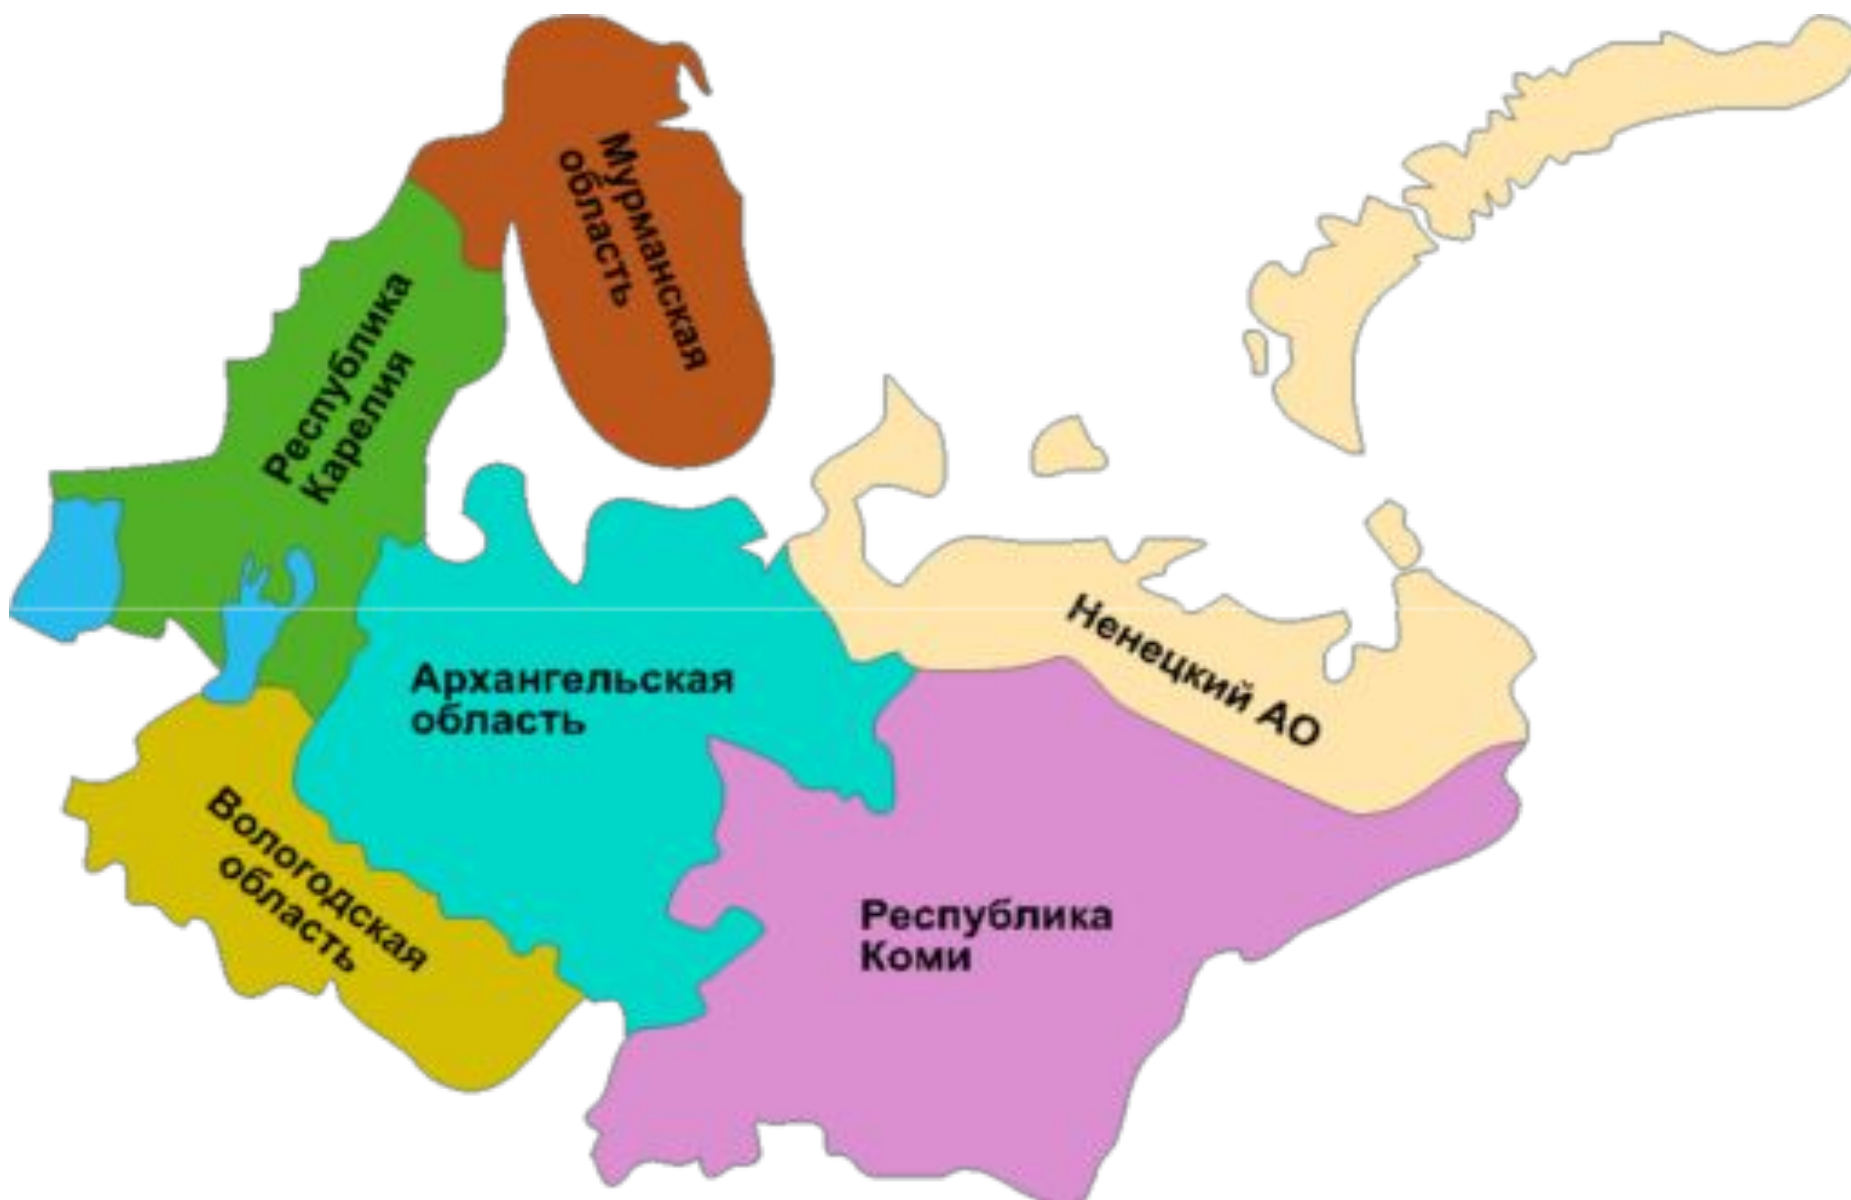 Мурманская
область
Республика
Карелия
Ненецкий АО
Архангельская
область
Вологодская
область
Республика
Коми